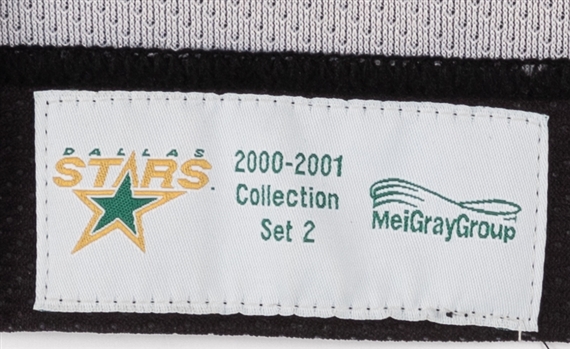 DALLAS
STARS.
2000-2001
Collection
Set 2
MeiGrayGroup